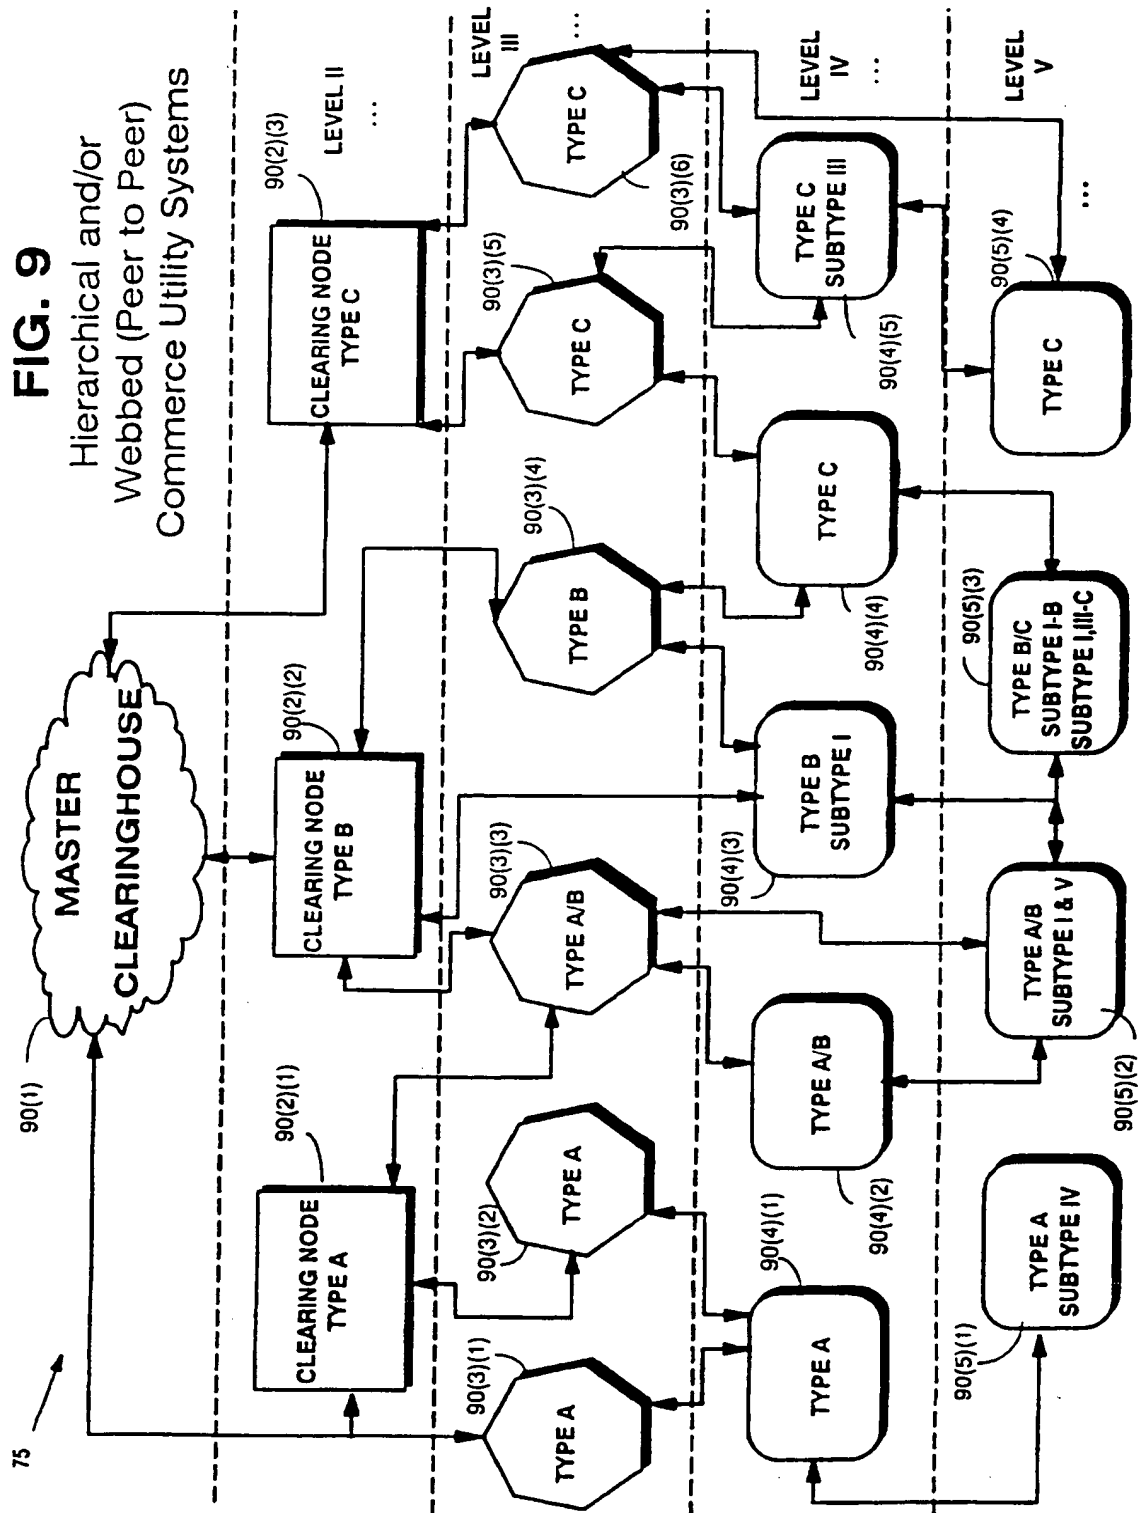 FIG. 9
Hierarchical and/or
Webbed (Peer to Peer)
Commerce Utility Systems
75
90(1)
MASTER
CLEARINGHOUSE
LEVEL II
...
90(2)(1)
CLEARING NODE
TYPE A
90(2)(2)
CLEARING NODE
TYPE B
90(2)(3)
CLEARING NODE
TYPE C
LEVEL
III
...
90(3)(1)
TYPE A
90(3)(2)
TYPE A
90(3)(3)
TYPE A/B
90(3)(4)
TYPE B
90(3)(5)
TYPE C
90(3)(6)
TYPE C
LEVEL
IV
...
90(4)(1)
TYPE A
90(4)(2)
TYPE A/B
90(4)(3)
TYPE B
SUBTYPE I
90(4)(4)
TYPE C
90(4)(5)
TYPE C
SUBTYPE III
LEVEL
V
...
90(5)(1)
TYPE A
SUBTYPE IV
90(5)(2)
TYPE A/B
SUBTYPE I & V
90(5)(3)
TYPE B/C
SUBTYPE I-B
SUBTYPE I,III-C
90(5)(4)
TYPE C